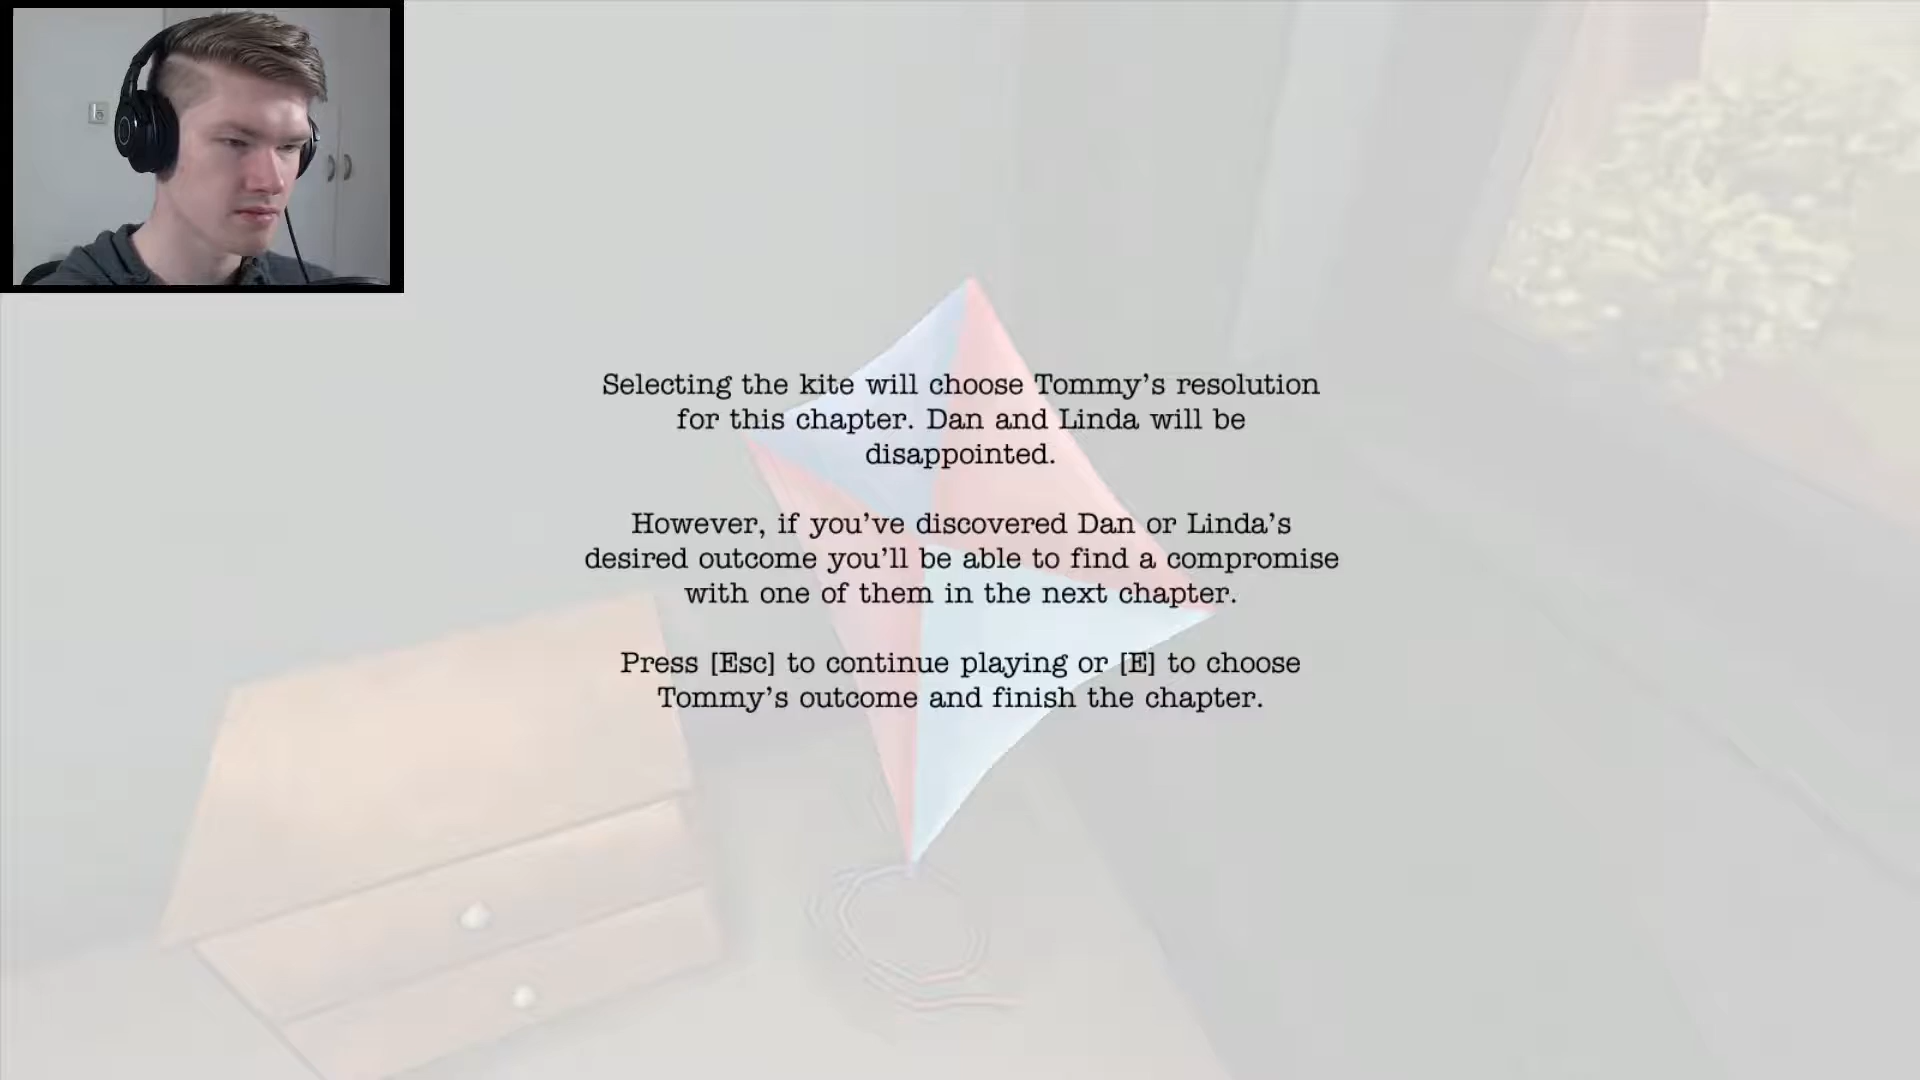 Selecting the kite will choose Tommy's resolution
for this chapter. Dan and Linda will be
disappointed.
However, if you've discovered Dan or Linda's
desired outcome you'll be able to find a compromise
with one of them in the next chapter.
Press [Esc] to continue playing or [E] to choose
Tommy's outcome and finish the chapter.